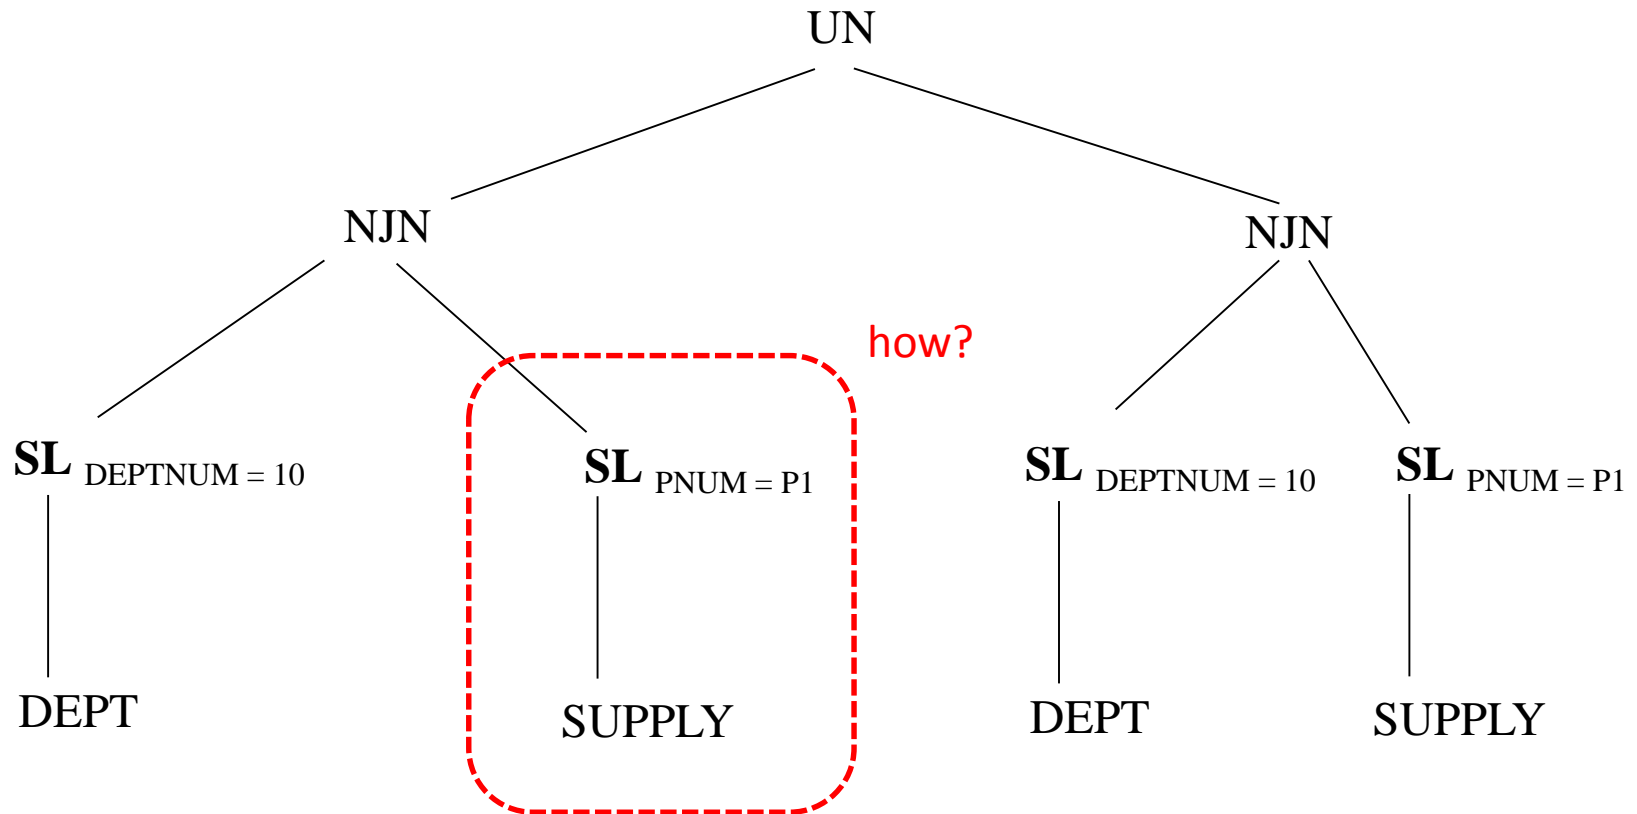 UN
NJN
NJN
how?
SL DEPTNUM = 10
SL PNUM = P1
SL DEPTNUM = 10
SL PNUM = P1
DEPT
SUPPLY
DEPT
SUPPLY